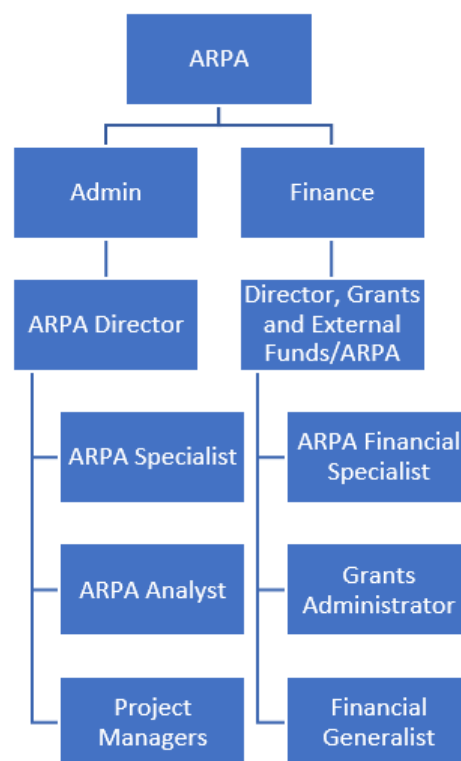 ARPA
Admin
Finance
ARPA Director
Director, Grants
and External
Funds/ARPA
ARPA Specialist
ARPA Financial
Specialist
ARPA Analyst
Grants
Administrator
Project
Managers
Financial
Generalist